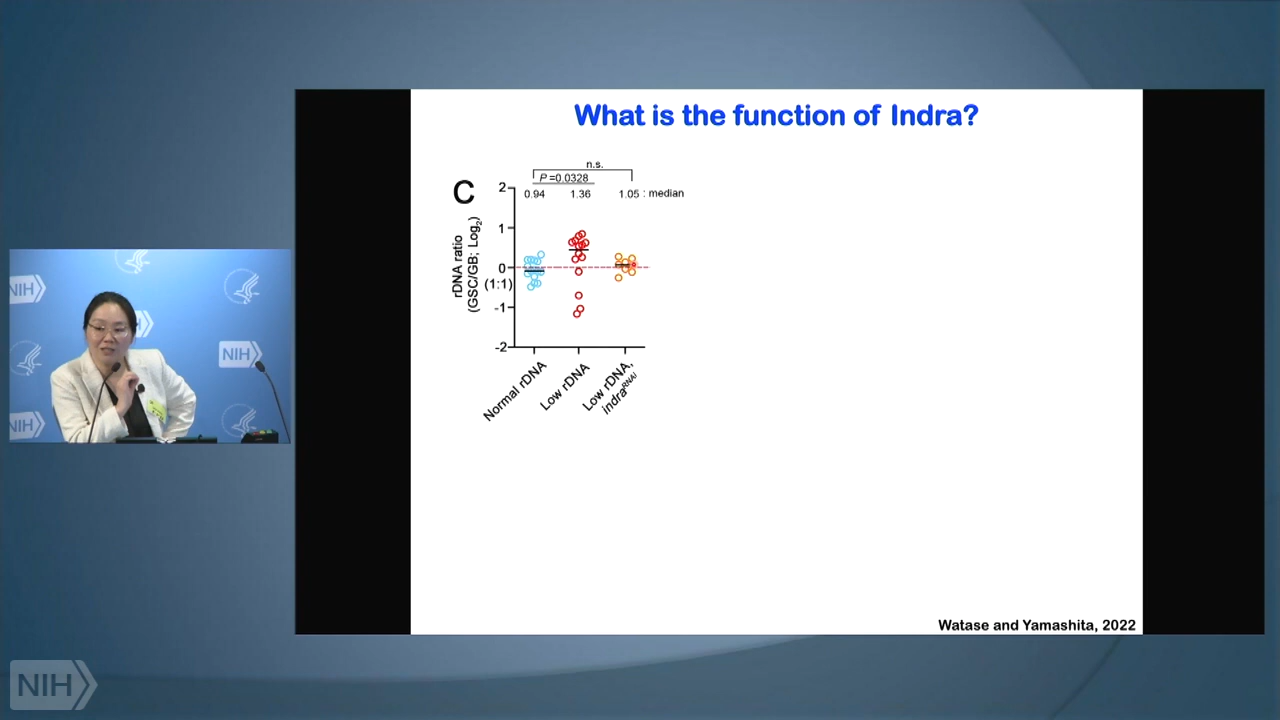 What is the function of Indra?
C
n.s.
P =0.0328
0.94 1.36 1.05 : median
rDNA ratio
(GSC/GB; Log2)
2
1
0
(1:1)
-1
-2
Normal rDNA
Low rDNA
Low rDNA,
indraRNAi
Watase and Yamashita, 2022
NIH
NIH
NIH
NIH